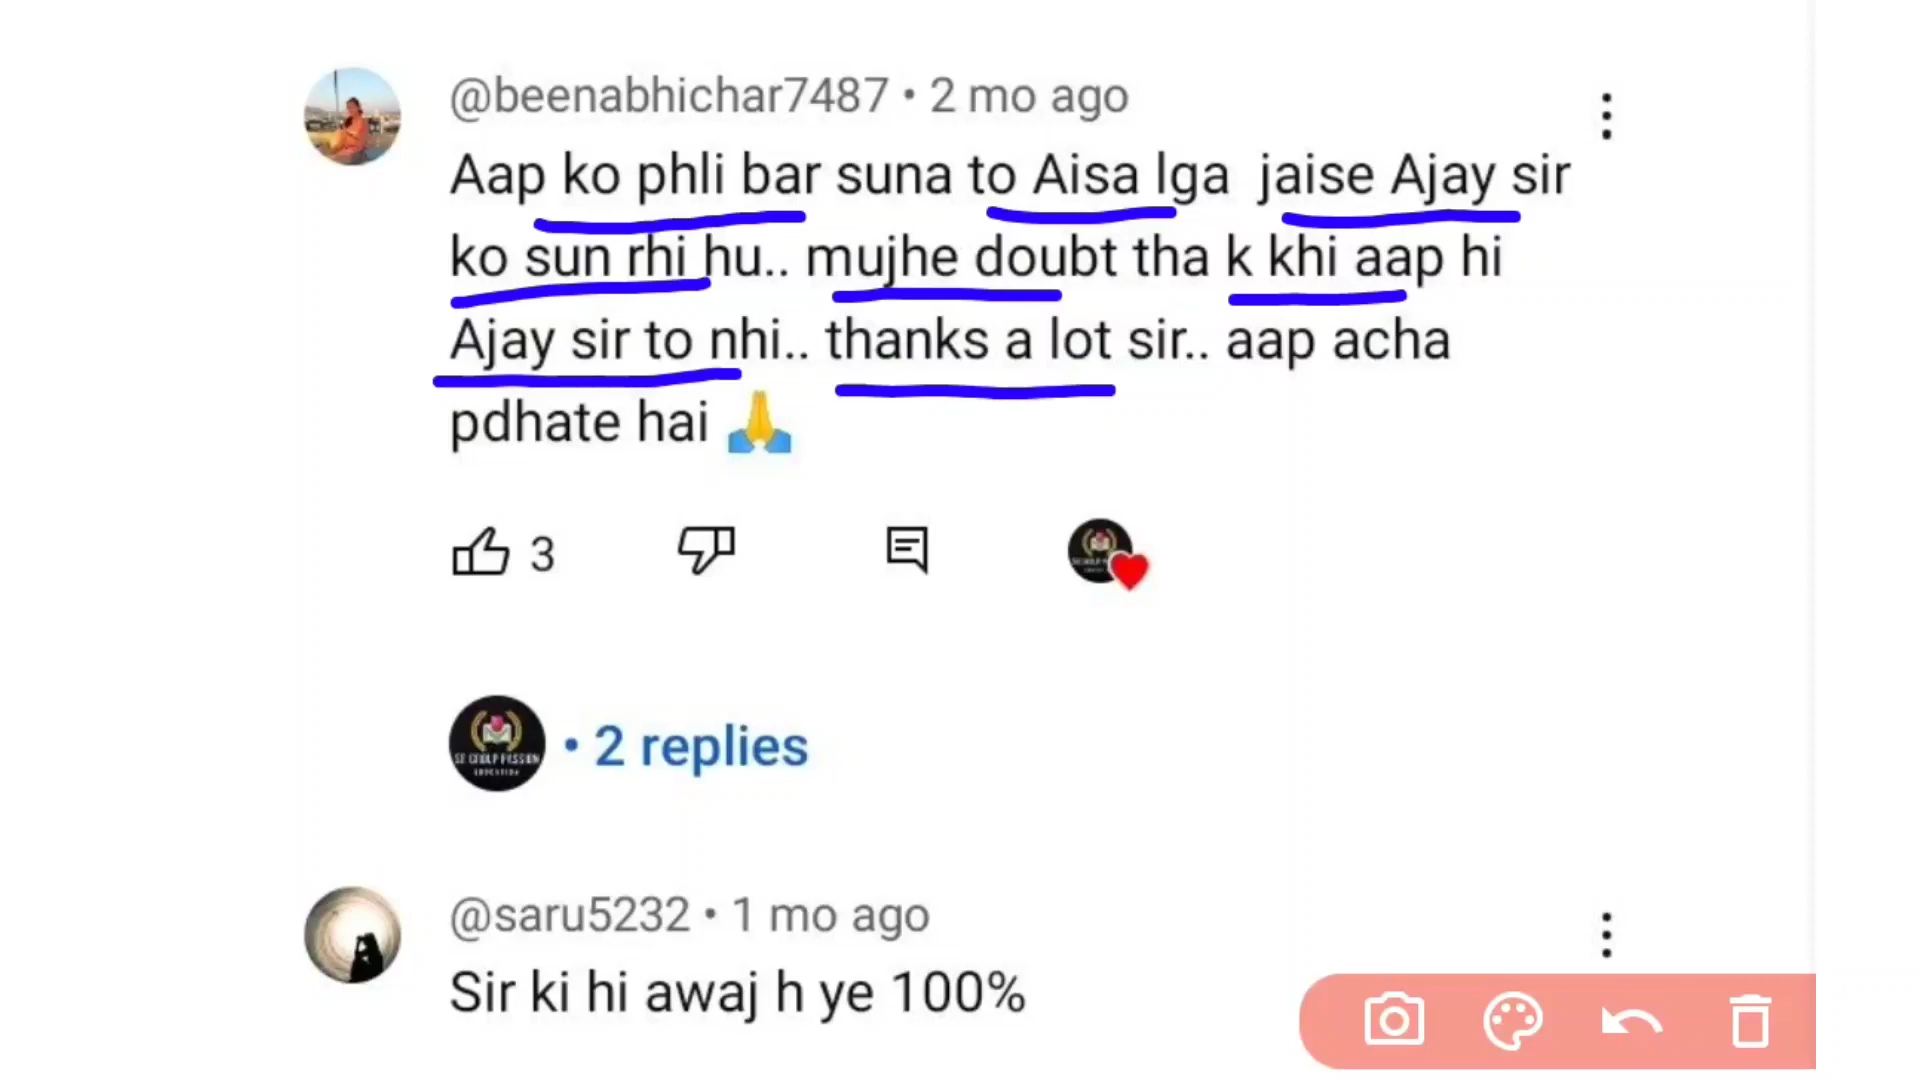 @beenabhichar7487 • 2 mo ago
Aap ko phli bar suna to Aisa lga jaise Ajay sir
ko sun rhi hu.. mujhe doubt tha k khi aap hi
Ajay sir to nhi.. thanks a lot sir.. aap acha
pdhate hai 🙏
3
• 2 replies
@saru5232 • 1 mo ago
Sir ki hi awaj h ye 100%